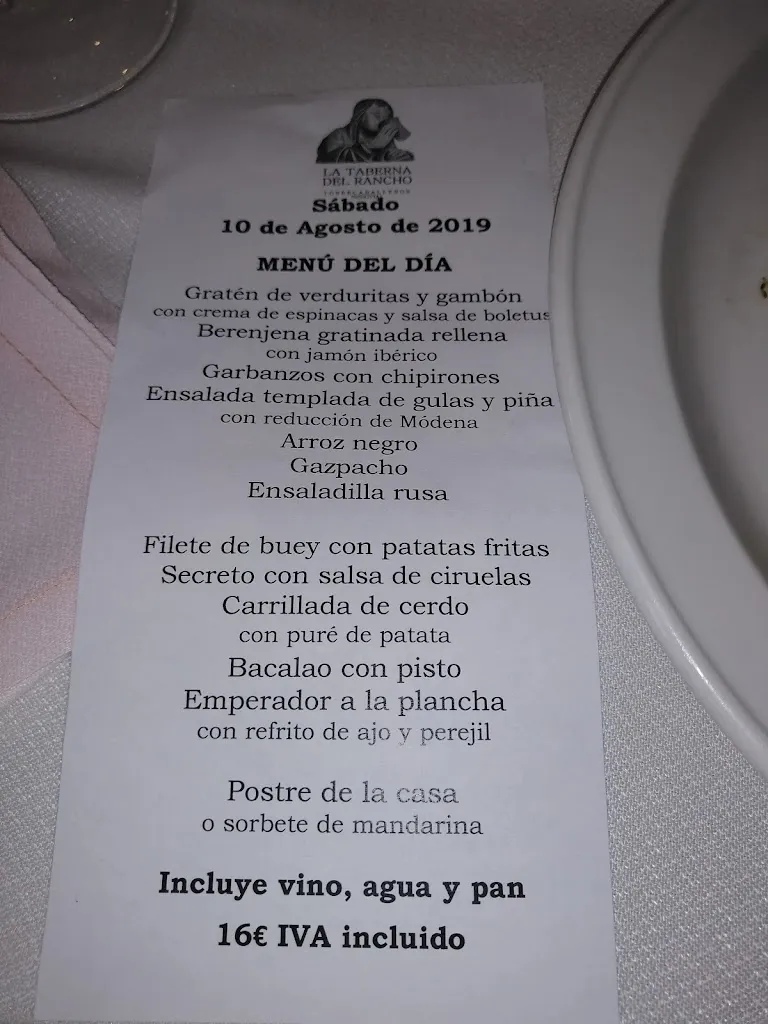 LA TABERNA
DEL RANCHO
Sábado
10 de Agosto de 2019
MENÚ DEL DÍA
Gratén de verduritas y gambón
con crema de espinacas y salsa de boletus
Berenjena gratinada rellena
con jamón ibérico
Garbanzos con chipirones
Ensalada templada de gulas y piña
con reducción de Módena
Arroz negro
Gazpacho
Ensaladilla rusa
Filete de buey con patatas fritas
Secreto con salsa de ciruelas
Carrillada de cerdo
con puré de patata
Bacalao con pisto
Emperador a la plancha
con refrito de ajo y perejil
Postre de la casa
o sorbete de mandarina
Incluye vino, agua y pan
16€ IVA incluido